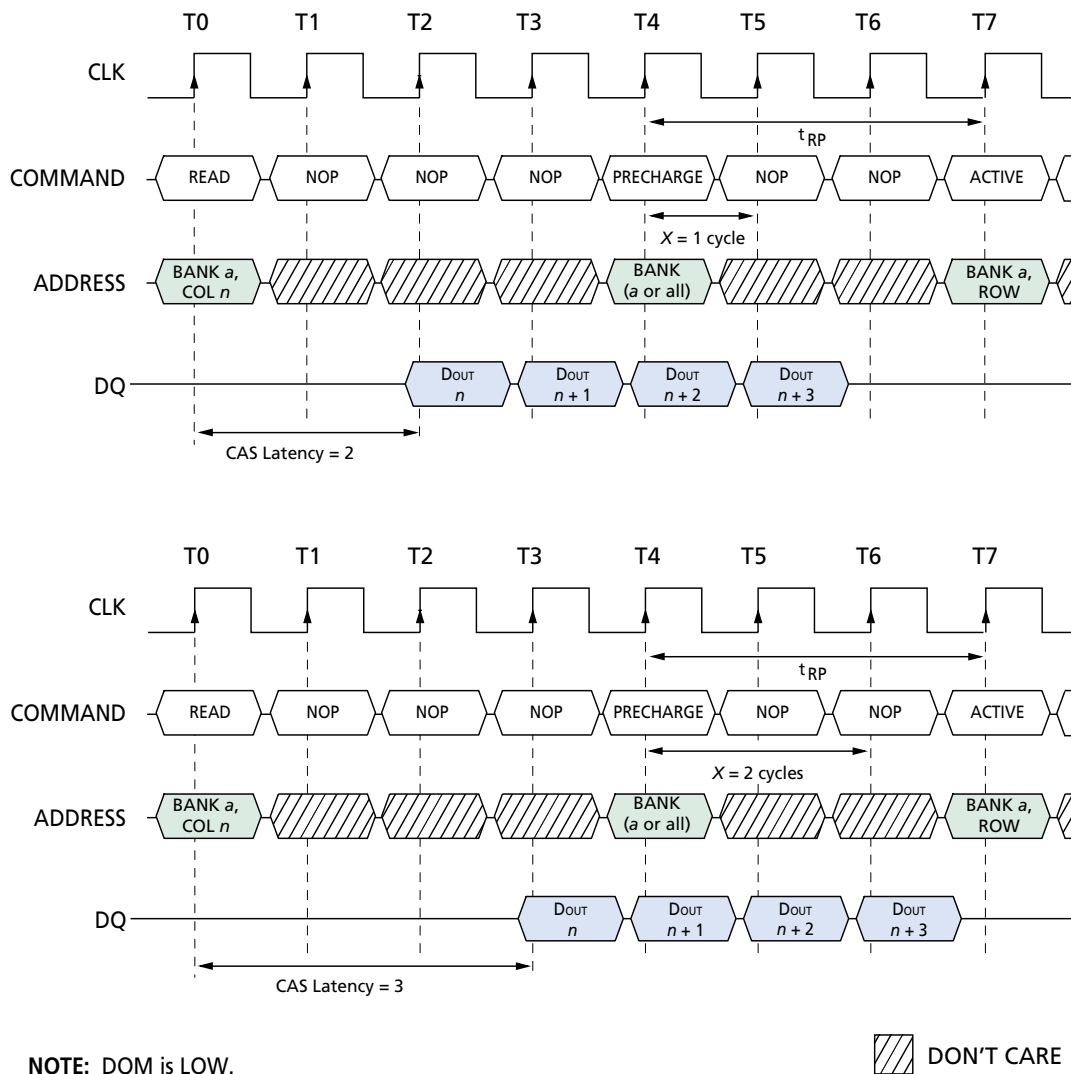 T0 T1 T2 T3 T4 T5 T6 T7
CLK
tRP
COMMAND READ NOP NOP NOP PRECHARGE NOP NOP ACTIVE
X = 1 cycle
ADDRESS BANK a, COL n BANK (a or all) BANK a, ROW
DQ DOUT n DOUT n + 1 DOUT n + 2 DOUT n + 3
CAS Latency = 2
T0 T1 T2 T3 T4 T5 T6 T7
CLK
tRP
COMMAND READ NOP NOP NOP PRECHARGE NOP NOP ACTIVE
X = 2 cycles
ADDRESS BANK a, COL n BANK (a or all) BANK a, ROW
DQ DOUT n DOUT n + 1 DOUT n + 2 DOUT n + 3
CAS Latency = 3
NOTE: DQM is LOW.
DON'T CARE